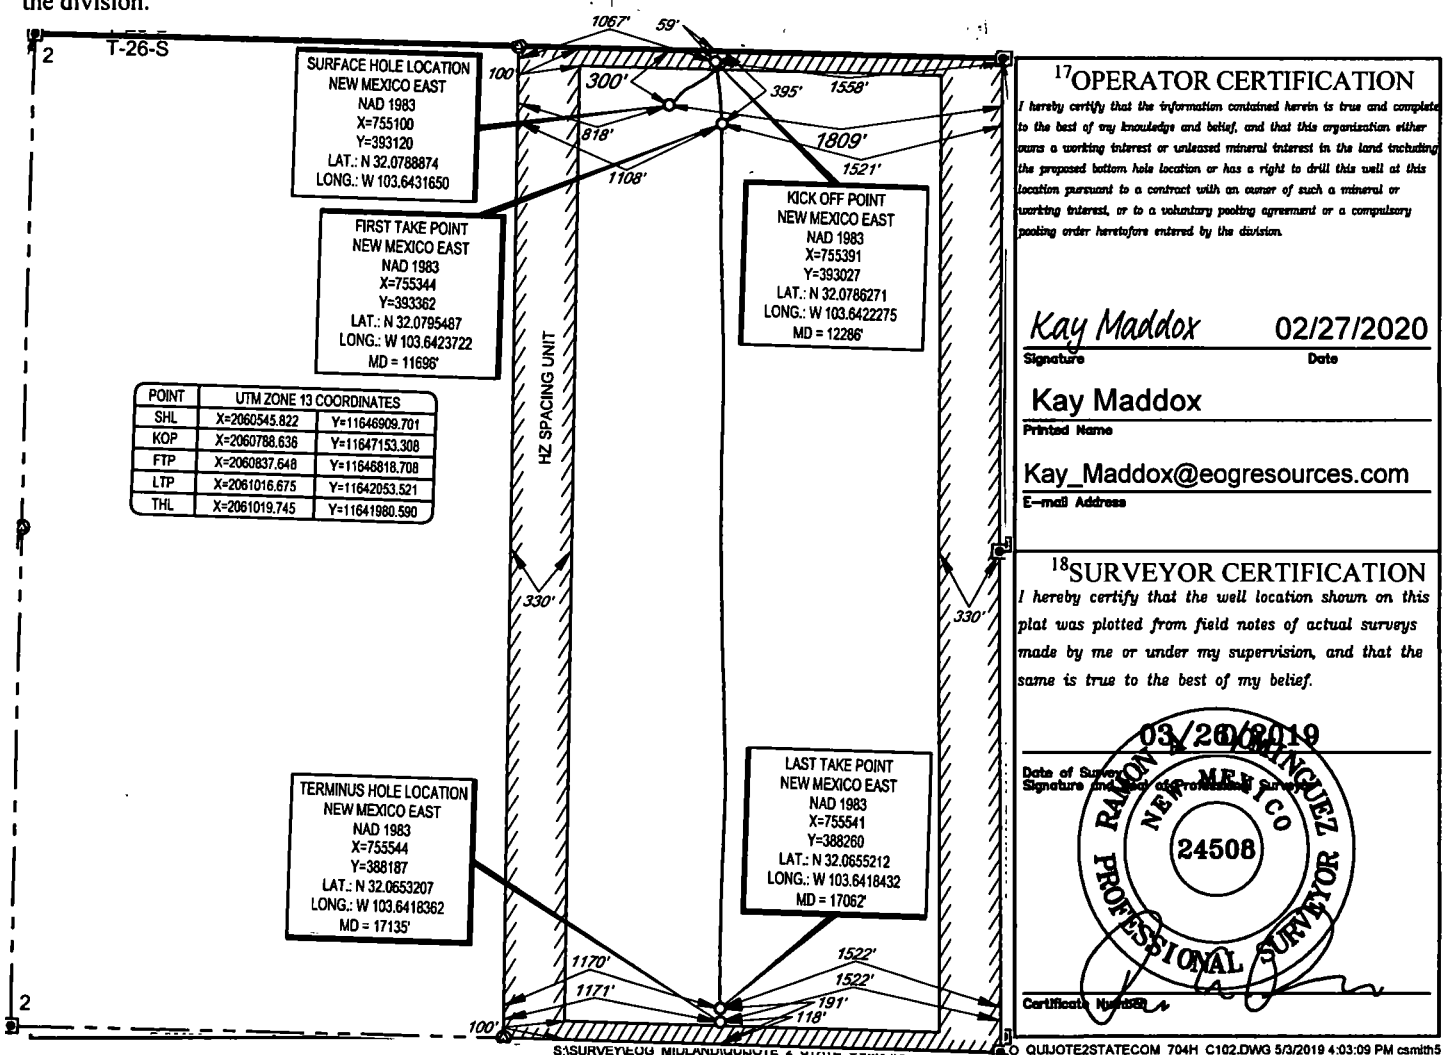 the division.
T-26-S
2
1067'
59'
100'
300'
395'
1558'
818'
1809'
1108'
1521'
SURFACE HOLE LOCATION
NEW MEXICO EAST
NAD 1983
X=755100
Y=393120
LAT.: N 32.0788874
LONG.: W 103.6431650
FIRST TAKE POINT
NEW MEXICO EAST
NAD 1983
X=755344
Y=393362
LAT.: N 32.0795487
LONG.: W 103.6423722
MD = 11696'
KICK OFF POINT
NEW MEXICO EAST
NAD 1983
X=755391
Y=393027
LAT.: N 32.0786271
LONG.: W 103.6422275
MD = 12286'
POINT UTM ZONE 13 COORDINATES
SHL X=2060545.822 Y=11646909.701
KOP X=2060788.636 Y=11647153.308
FTP X=2060837.648 Y=11646818.708
LTP X=2061016.675 Y=11642053.521
THL X=2061019.745 Y=11641980.590
HZ SPACING UNIT
330'
330'
TERMINUS HOLE LOCATION
NEW MEXICO EAST
NAD 1983
X=755544
Y=388187
LAT.: N 32.0653207
LONG.: W 103.6418362
MD = 17135'
LAST TAKE POINT
NEW MEXICO EAST
NAD 1983
X=755541
Y=388260
LAT.: N 32.0655212
LONG.: W 103.6418432
MD = 17062'
1170'
1171'
1522'
1522'
191'
118'
100'
2
17OPERATOR CERTIFICATION
I hereby certify that the information contained herein is true and complete
to the best of my knowledge and belief, and that this organization either
owns a working interest or unleased mineral interest in the land including
the proposed bottom hole location or has a right to drill this well at this
location pursuant to a contract with an owner of such a mineral or
working interest, or to a voluntary pooling agreement or a compulsory
pooling order heretofore entered by the division.
Kay Maddox 02/27/2020
Signature Date
Kay Maddox
Printed Name
Kay_Maddox@eogresources.com
E-mail Address
18SURVEYOR CERTIFICATION
I hereby certify that the well location shown on this
plat was plotted from field notes of actual surveys
made by me or under my supervision, and that the
same is true to the best of my belief.
03/26/2019
Date of Survey
Signature and Seal of Professional Surveyor
RAMON A. DOMINGUEZ
NEW MEXICO
24508
PROFESSIONAL SURVEYOR
Certificate Number
S:\SURVEY\EOG_MIDLAND\QUIJOTE_2_STATE
QUIJOTE2STATECOM_704H_C102.DWG 5/3/2019 4:03:09 PM csmith5